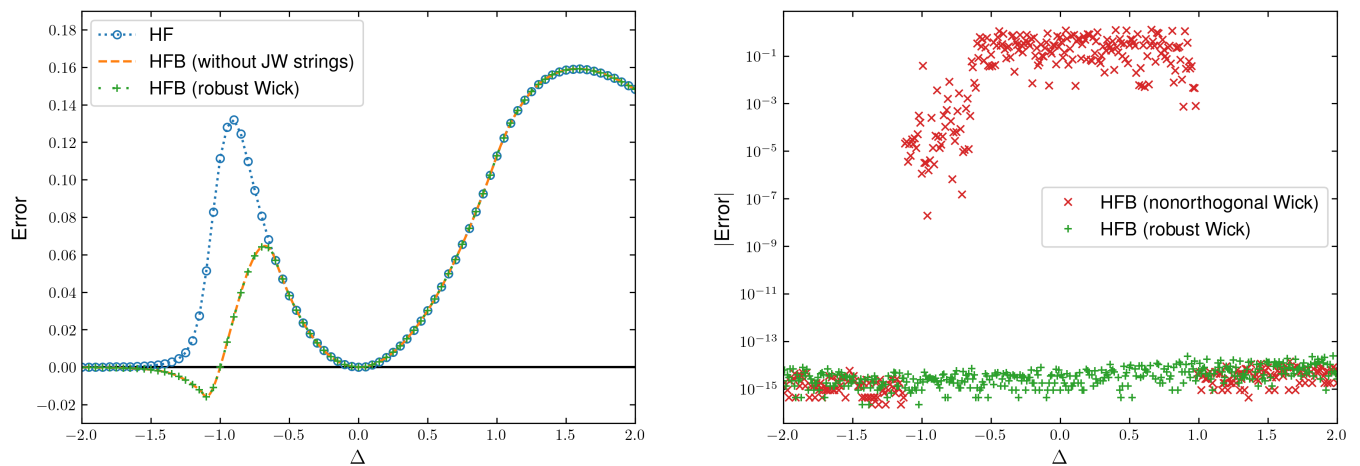 0.18
0.16
0.14
0.12
0.10
0.08
0.06
0.04
0.02
0.00
−0.02
Error
HF
HFB (without JW strings)
HFB (robust Wick)
−2.0 −1.5 −1.0 −0.5 0.0 0.5 1.0 1.5 2.0
Δ
10⁻¹
10⁻³
10⁻⁵
10⁻⁷
10⁻⁹
10⁻¹¹
10⁻¹³
10⁻¹⁵
|Error|
HFB (nonorthogonal Wick)
HFB (robust Wick)
−2.0 −1.5 −1.0 −0.5 0.0 0.5 1.0 1.5 2.0
Δ